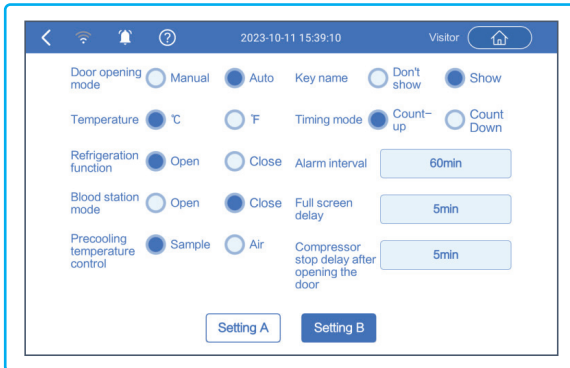 2023-10-11 15:39:10 Visitor
Door opening mode Manual Auto Key name Don't show Show
Temperature ℃ ℉ Timing mode Count-up Count Down
Refrigeration function Open Close Alarm interval 60min
Blood station mode Open Close Full screen delay 5min
Precooling temperature control Sample Air Compressor stop delay after opening the door 5min
Setting A Setting B